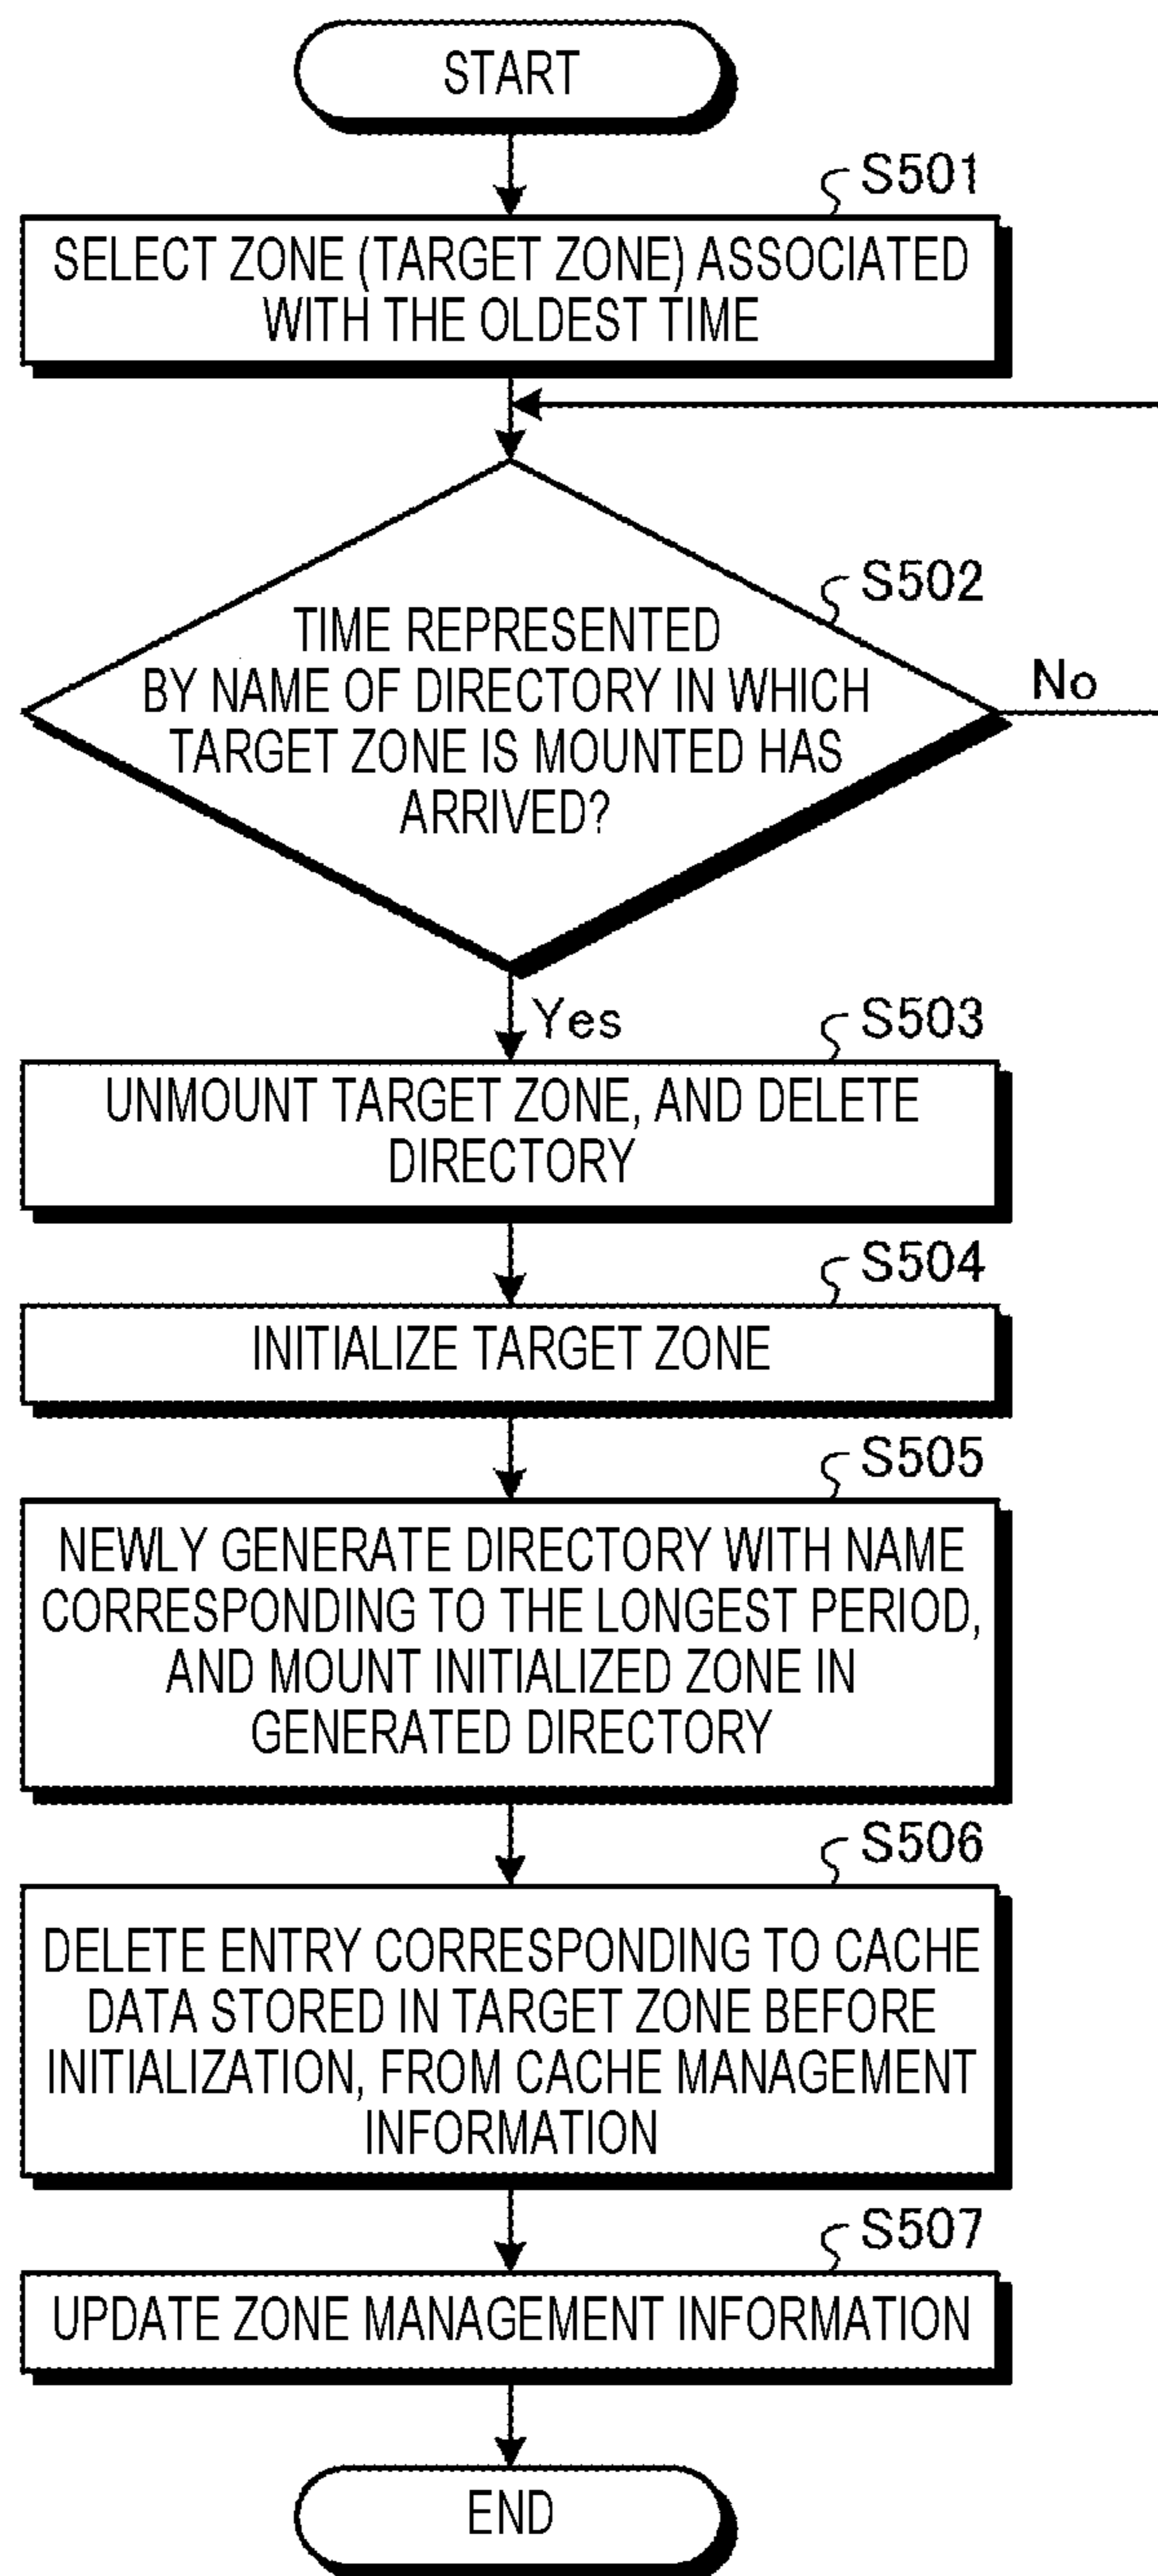 START
S501
SELECT ZONE (TARGET ZONE) ASSOCIATED
WITH THE OLDEST TIME
S502
TIME REPRESENTED
BY NAME OF DIRECTORY IN WHICH
TARGET ZONE IS MOUNTED HAS
ARRIVED?
No
Yes
S503
UNMOUNT TARGET ZONE, AND DELETE
DIRECTORY
S504
INITIALIZE TARGET ZONE
S505
NEWLY GENERATE DIRECTORY WITH NAME
CORRESPONDING TO THE LONGEST PERIOD,
AND MOUNT INITIALIZED ZONE IN
GENERATED DIRECTORY
S506
DELETE ENTRY CORRESPONDING TO CACHE
DATA STORED IN TARGET ZONE BEFORE
INITIALIZATION, FROM CACHE MANAGEMENT
INFORMATION
S507
UPDATE ZONE MANAGEMENT INFORMATION
END